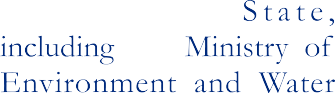 State,
including Ministry of
Environment and Water